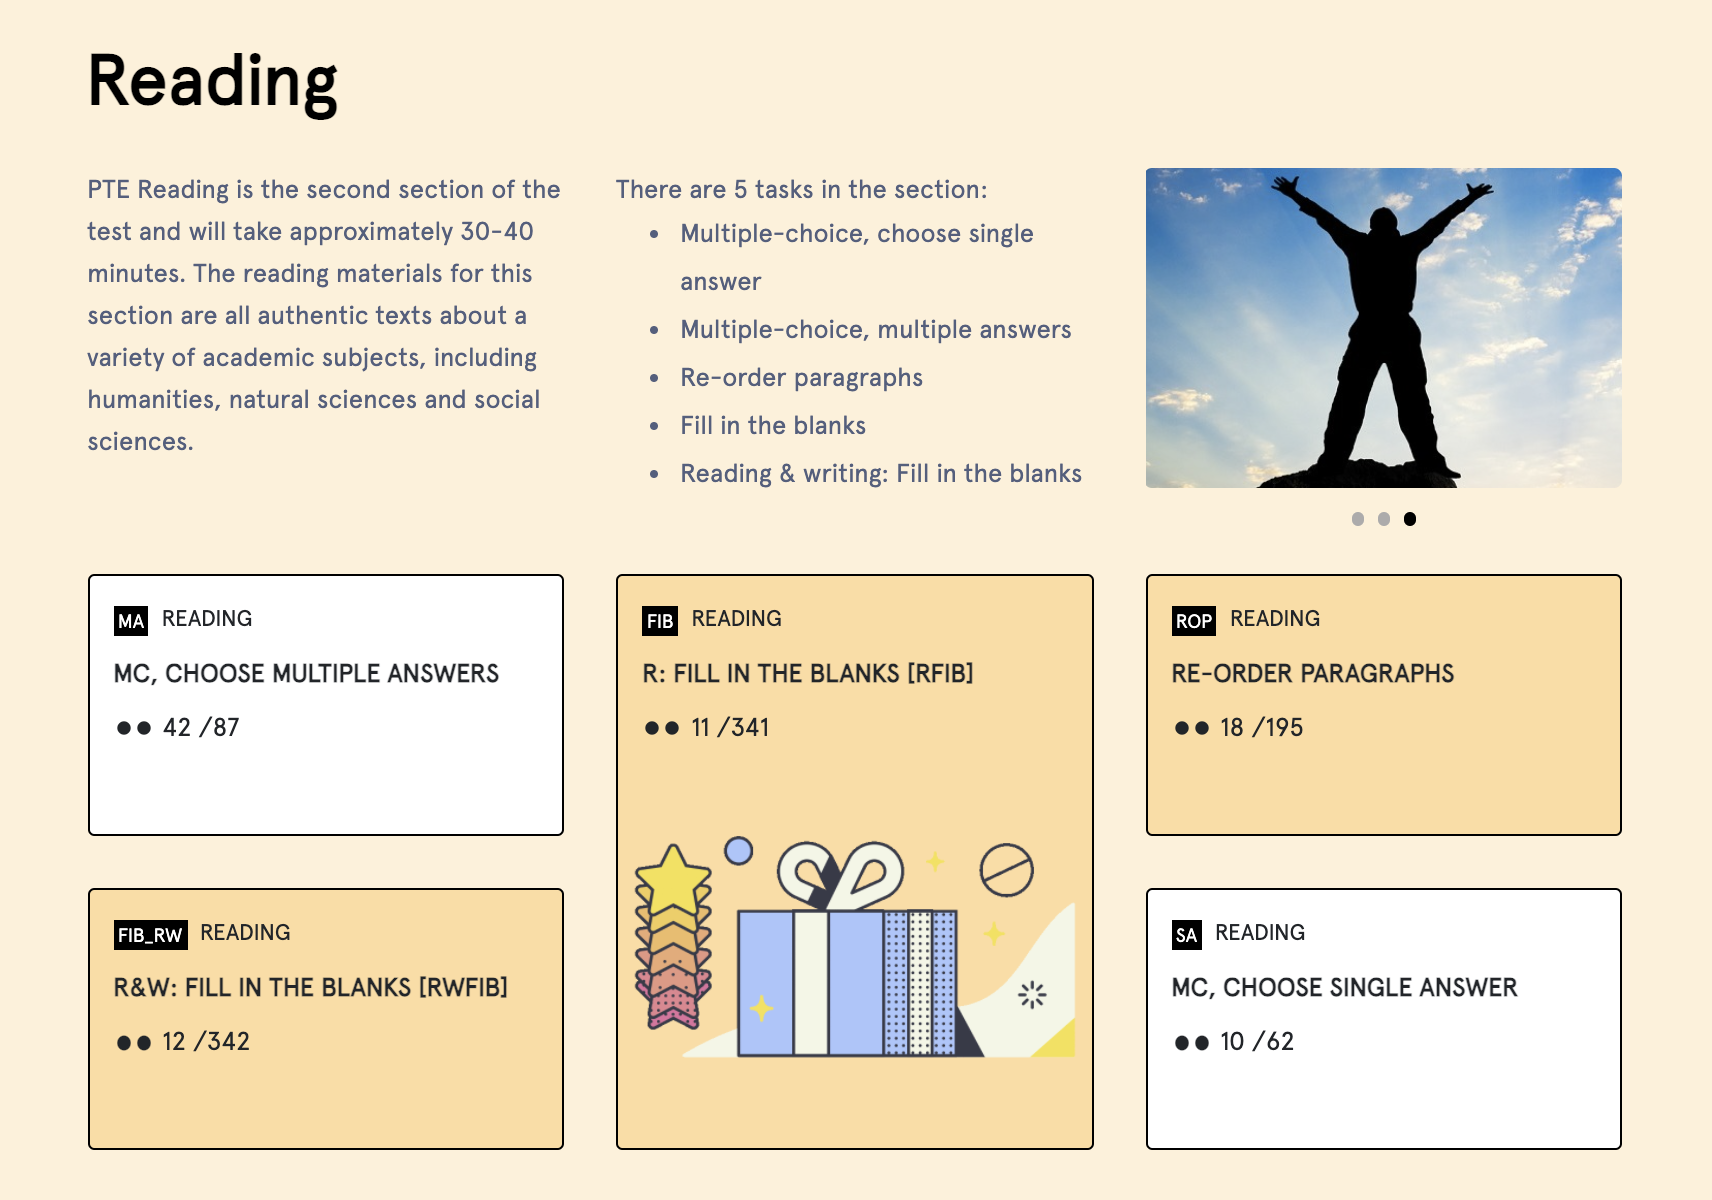 Reading
PTE Reading is the second section of the
test and will take approximately 30-40
minutes. The reading materials for this
section are all authentic texts about a
variety of academic subjects, including
humanities, natural sciences and social
sciences.
There are 5 tasks in the section:
• Multiple-choice, choose single
answer
• Multiple-choice, multiple answers
• Re-order paragraphs
• Fill in the blanks
• Reading & writing: Fill in the blanks
MA READING
MC, CHOOSE MULTIPLE ANSWERS
42 /87
FIB READING
R: FILL IN THE BLANKS [RFIB]
11 /341
ROP READING
RE-ORDER PARAGRAPHS
18 /195
FIB_RW READING
R&W: FILL IN THE BLANKS [RWFIB]
12 /342
SA READING
MC, CHOOSE SINGLE ANSWER
10 /62